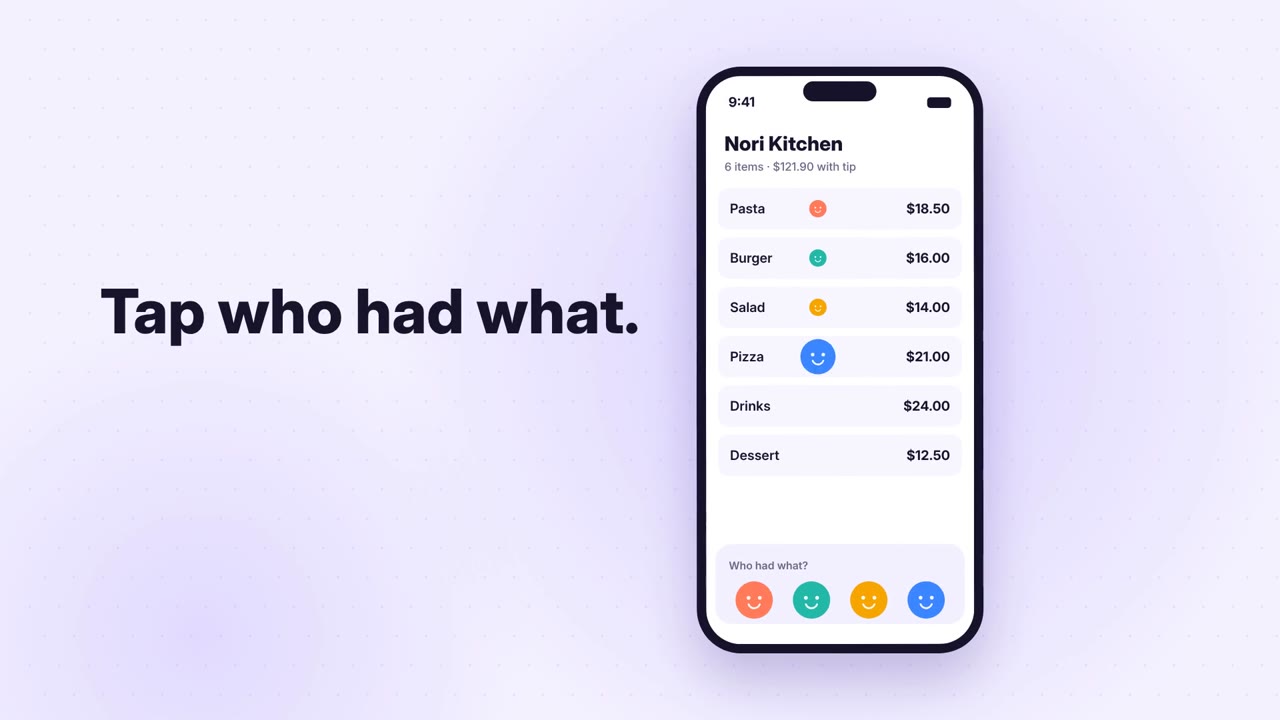 Tap who had what.
9:41
Nori Kitchen
6 items · $121.90 with tip
Pasta $18.50
Burger $16.00
Salad $14.00
Pizza $21.00
Drinks $24.00
Dessert $12.50
Who had what?